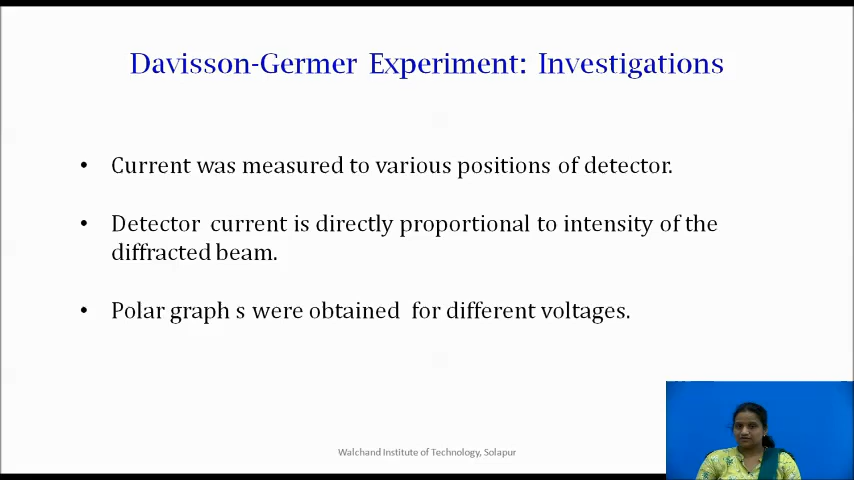 Davisson-Germer Experiment: Investigations
• Current was measured to various positions of detector.
• Detector current is directly proportional to intensity of the
diffracted beam.
• Polar graph s were obtained for different voltages.
Walchand Institute of Technology, Solapur